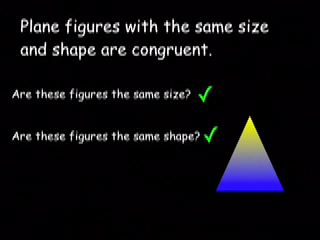 Plane figures with the same size
and shape are congruent.
Are these figures the same size?
Are these figures the same shape?